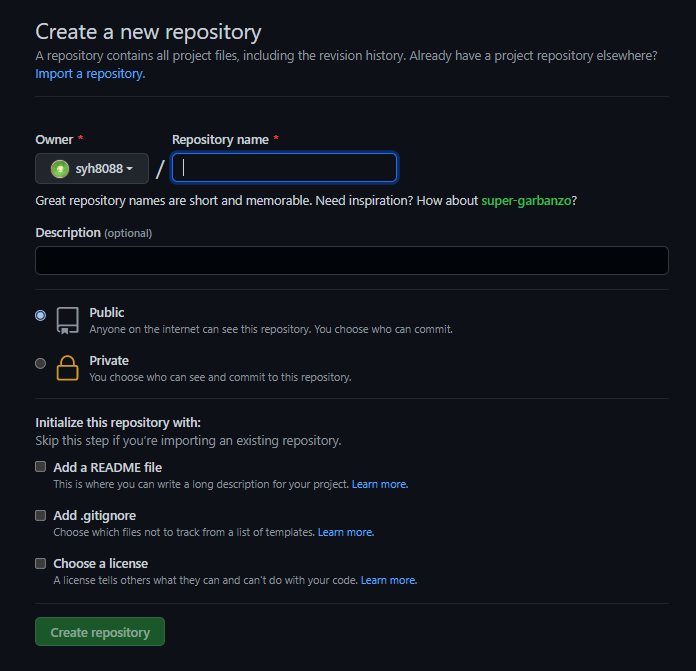 Create a new repository
A repository contains all project files, including the revision history. Already have a project repository elsewhere?
Import a repository.
Owner * Repository name *
syh8088 /
Great repository names are short and memorable. Need inspiration? How about super-garbanzo?
Description (optional)
Public
Anyone on the internet can see this repository. You choose who can commit.
Private
You choose who can see and commit to this repository.
Initialize this repository with:
Skip this step if you're importing an existing repository.
Add a README file
This is where you can write a long description for your project. Learn more.
Add .gitignore
Choose which files not to track from a list of templates. Learn more.
Choose a license
A license tells others what they can and can't do with your code. Learn more.
Create repository